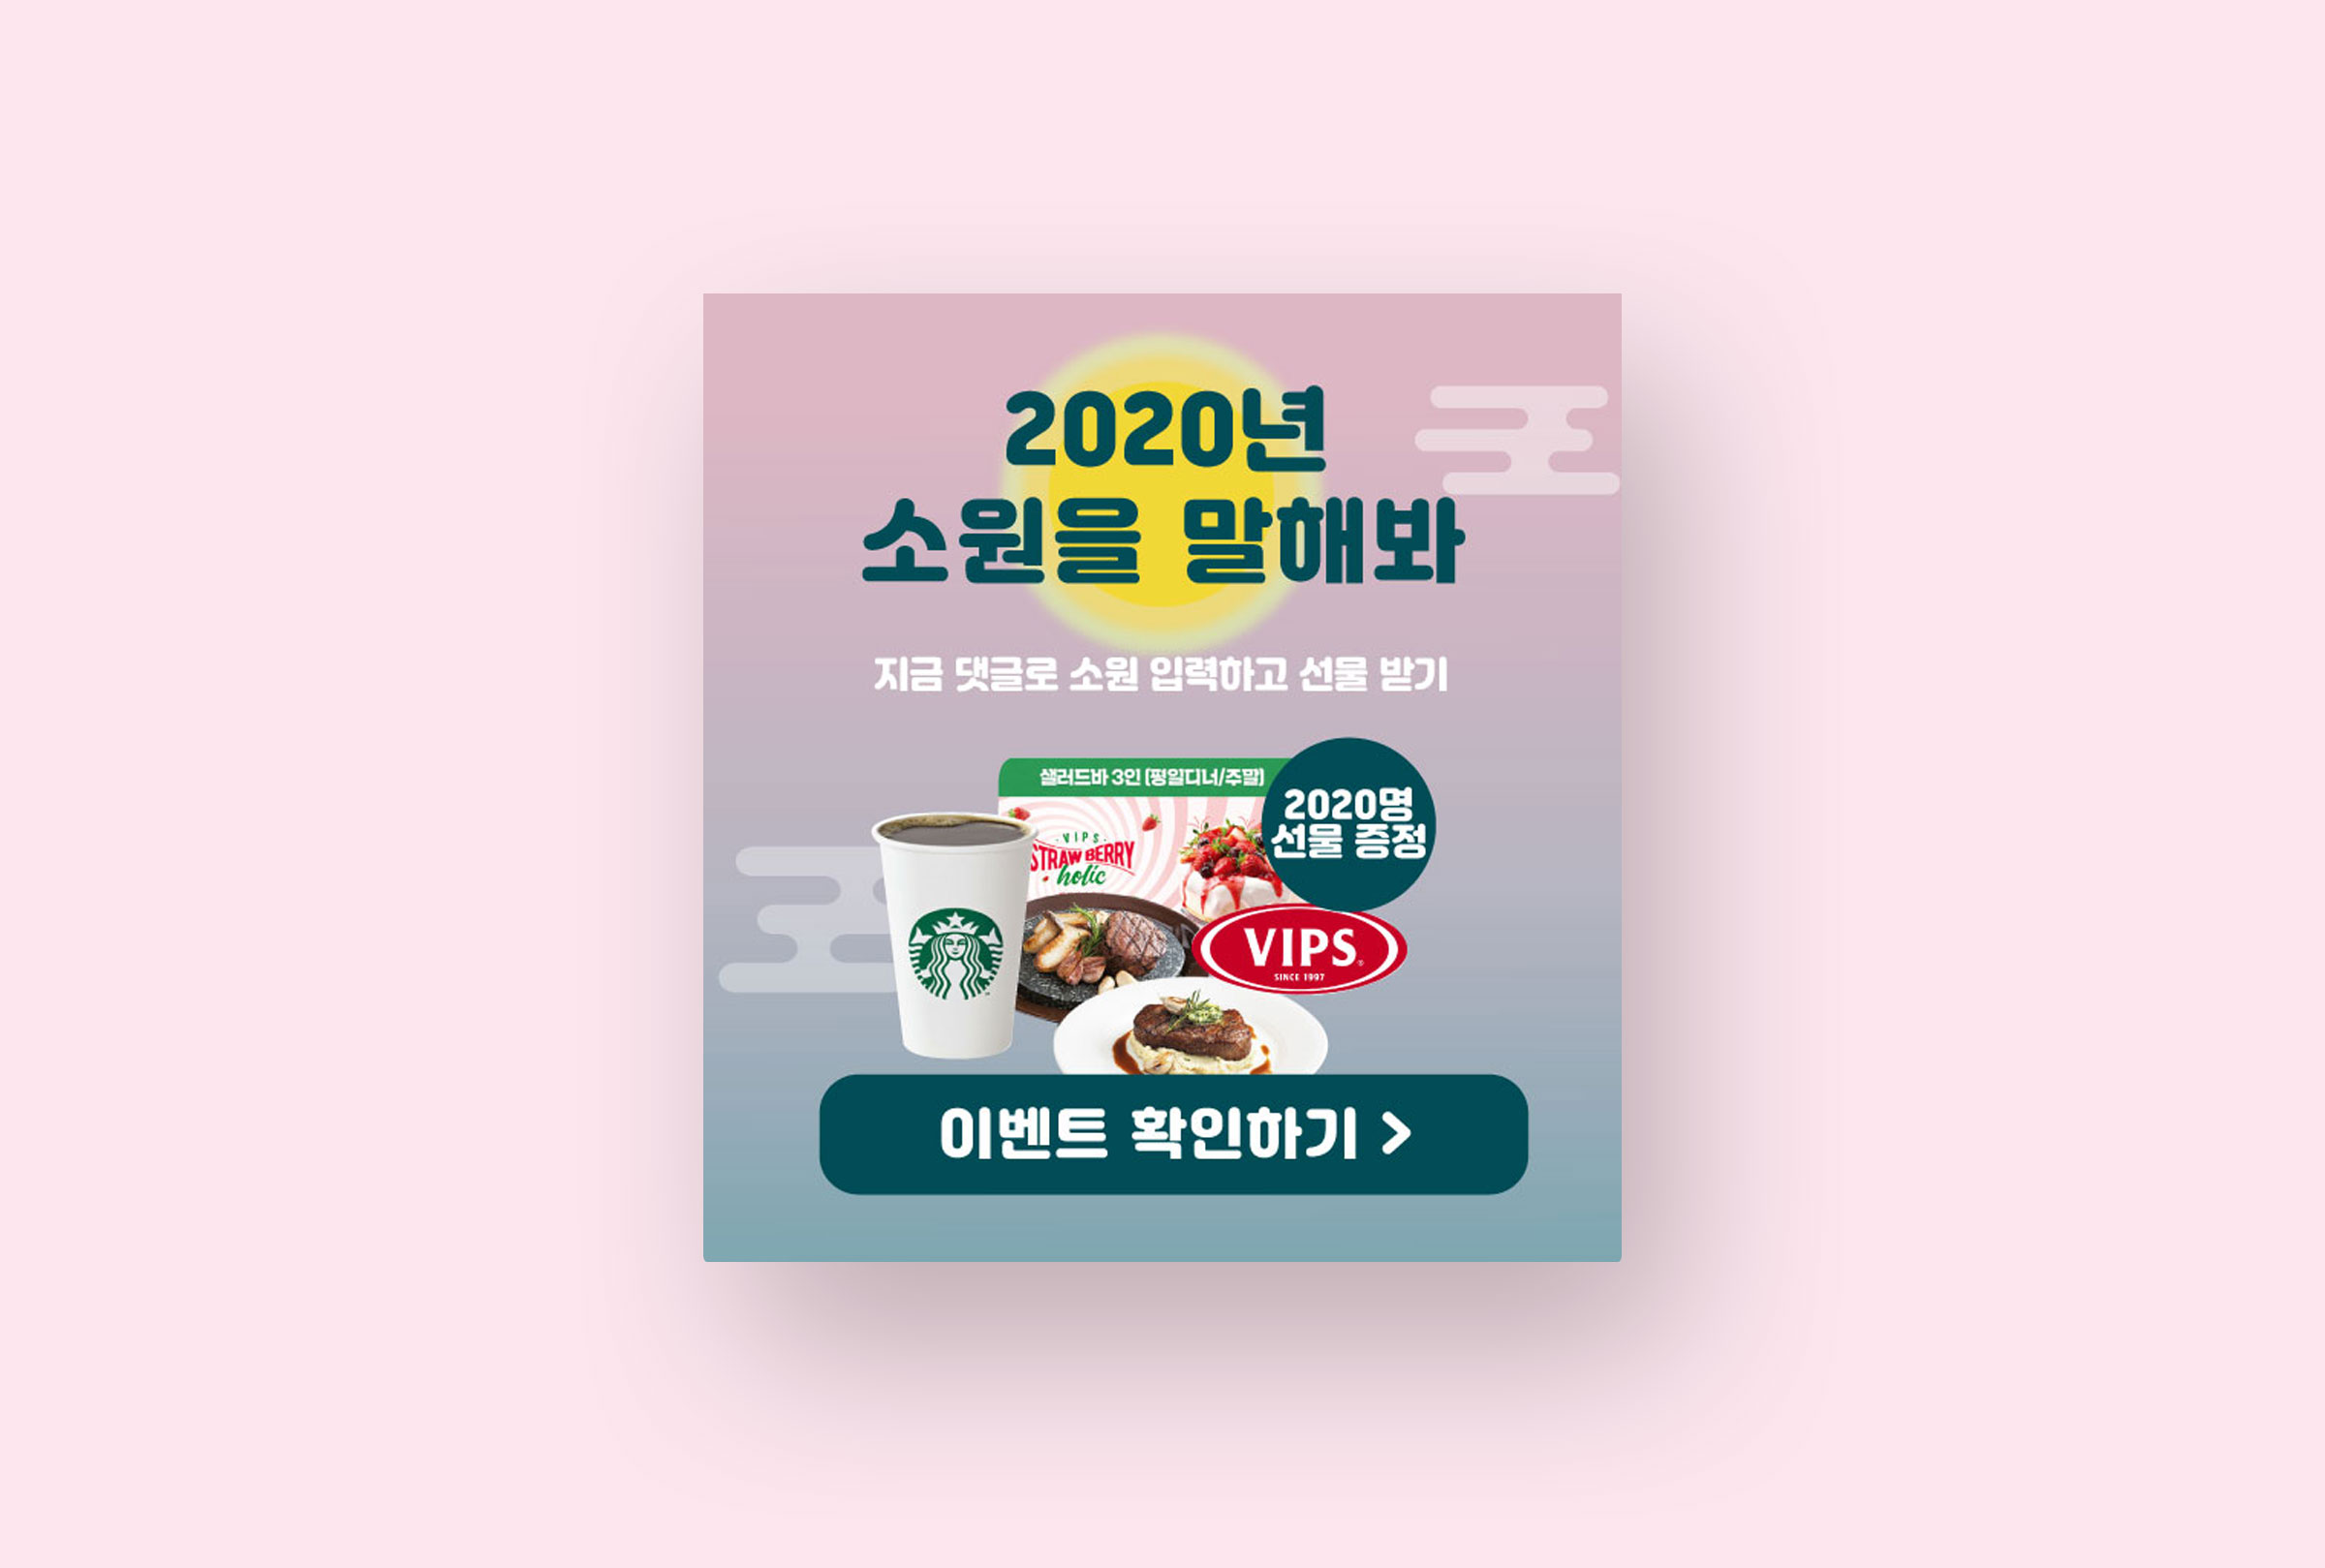 2020년
소원을 말해봐
지금 댓글로 소원 입력하고 선물 받기
샐러드바 3인 (평일디너/주말)
2020명
선물 증정
·VIPS·
STRAWBERRY
holic
VIPS®
SINCE 1997
이벤트 확인하기 >